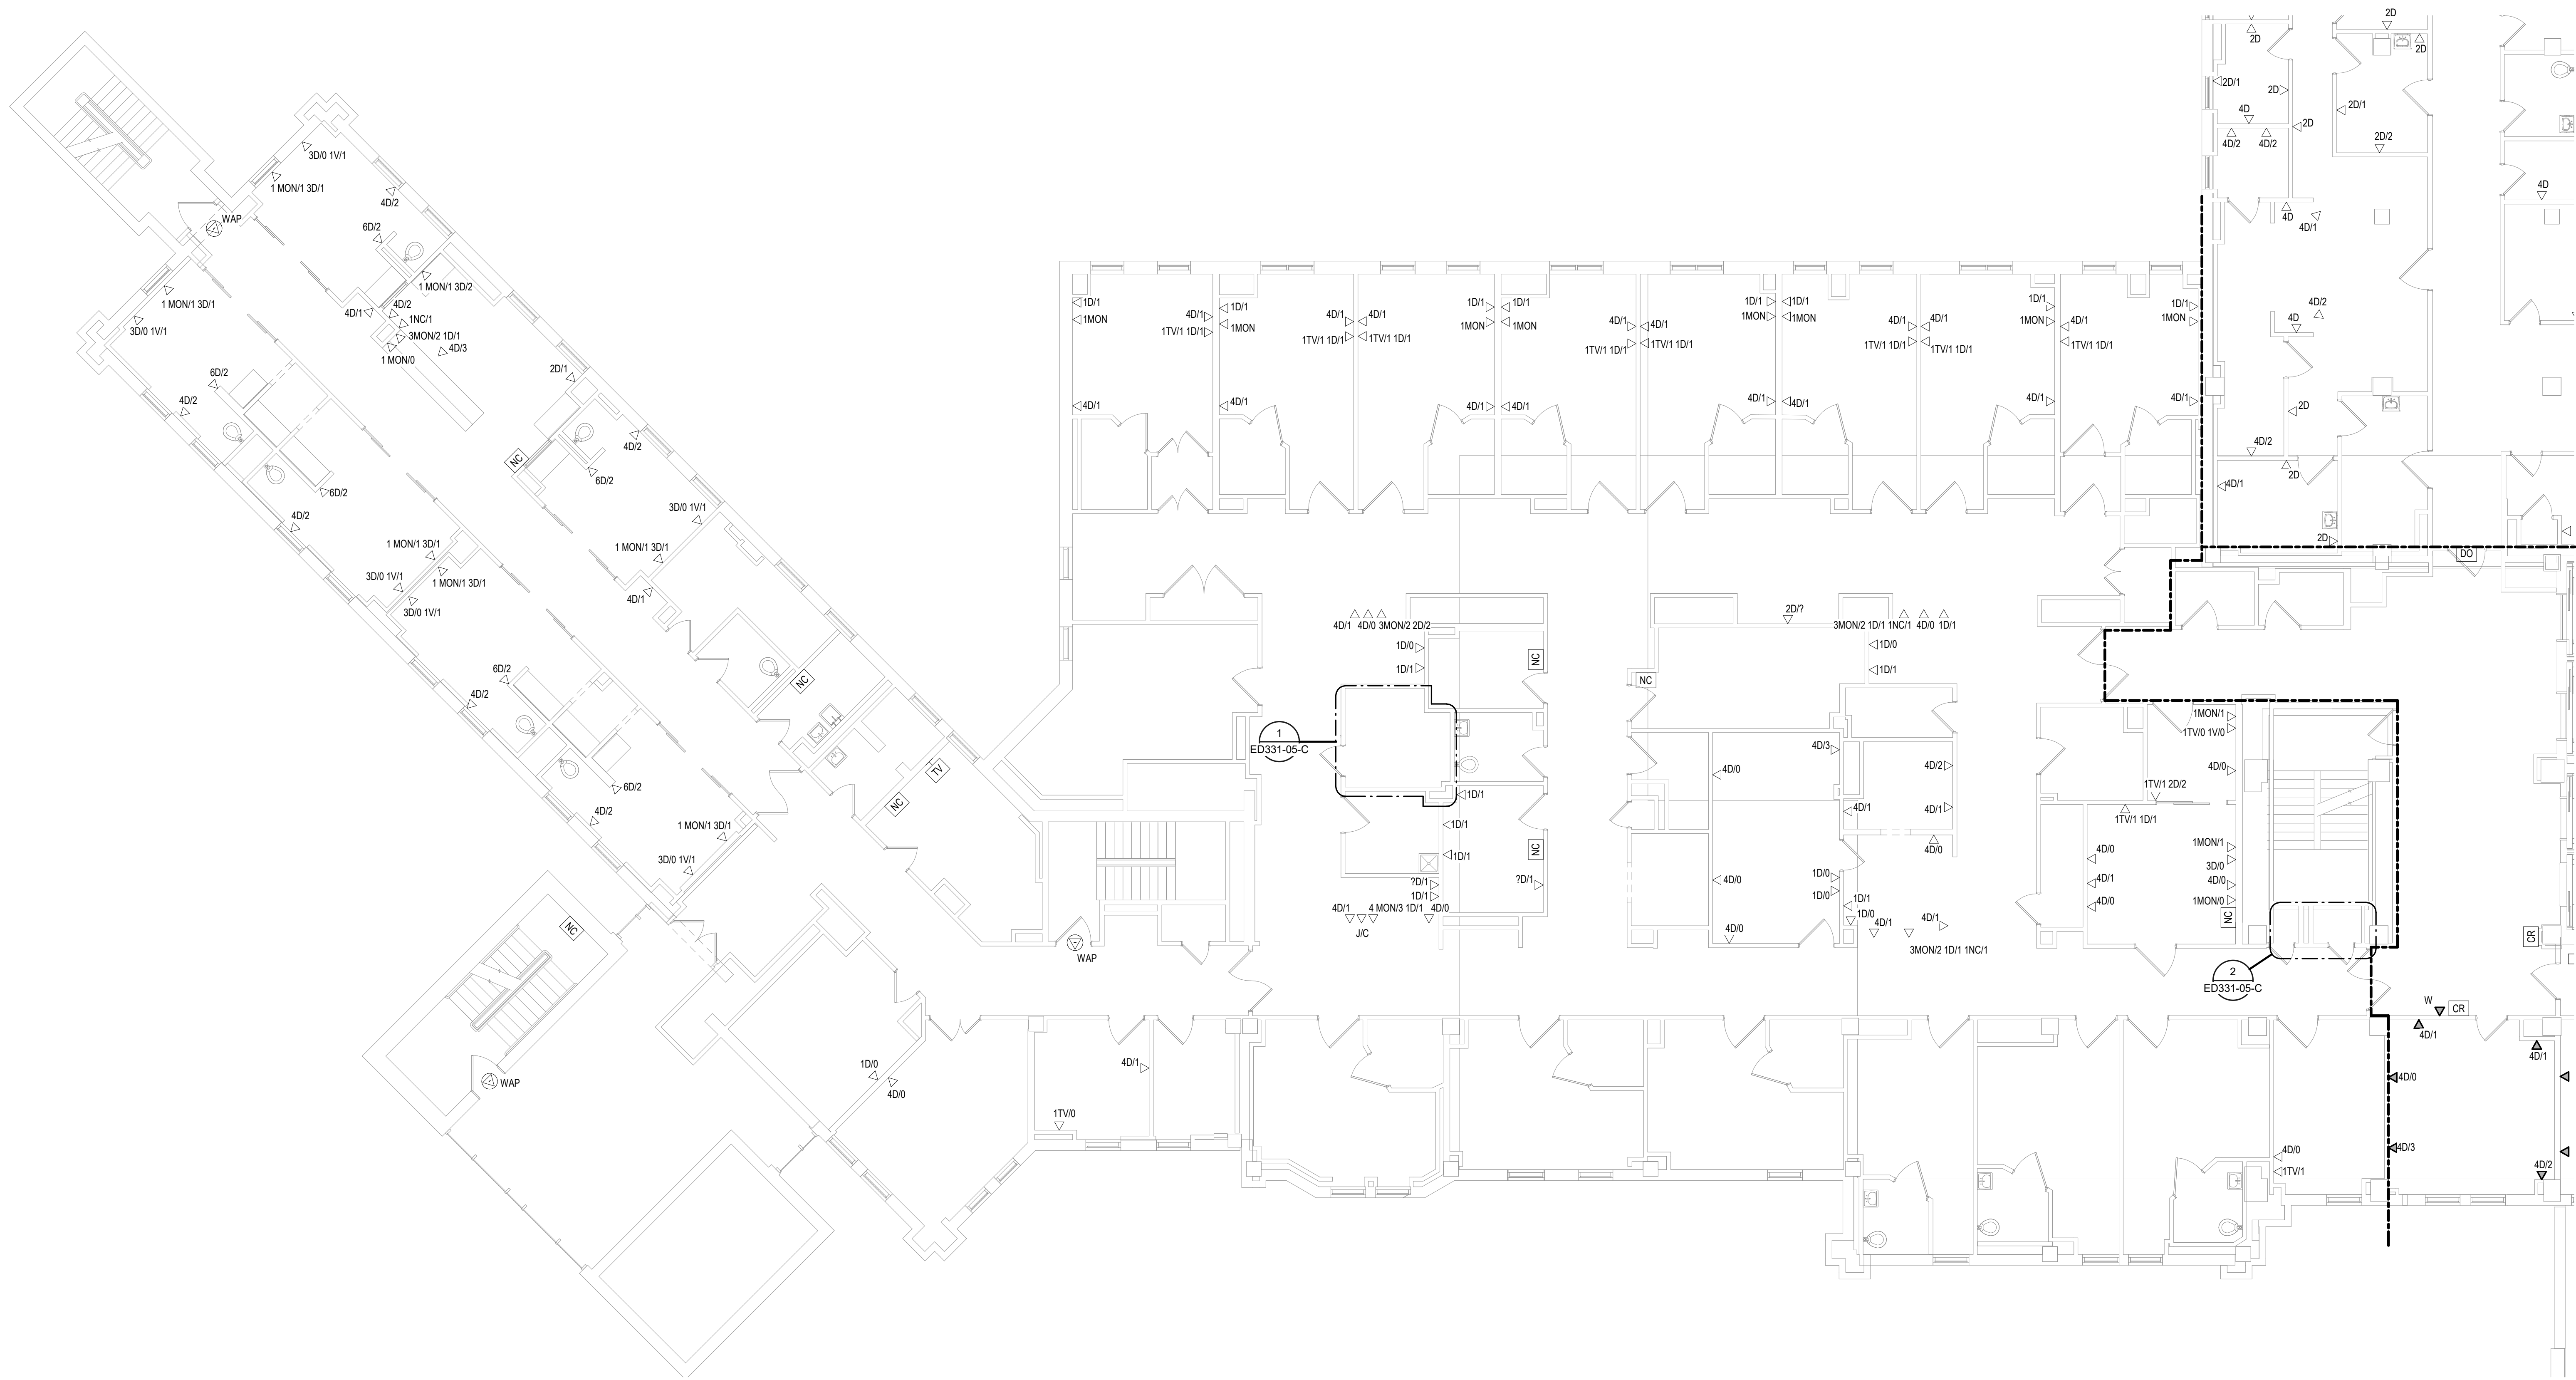 2D
2D
2D
2D/1
2D
4D
2D/1
2D
4D/2
4D/2
2D/2
4D
4D
4D/1
4D/2
4D
2D
4D/2
2D
4D/1
2D
DO
3D/0 1V/1
1 MON/1 3D/1
4D/2
WAP
6D/2
1 MON/1 3D/2
1 MON/1 3D/1
3D/0 1V/1
4D/2
4D/1
1NC/1
3MON/2 1D/1
1 MON/0
4D/3
2D/1
6D/2
4D/2
4D/2
NC
6D/2
6D/2
4D/2
3D/0 1V/1
1 MON/1 3D/1
1 MON/1 3D/1
3D/0 1V/1
1 MON/1 3D/1
3D/0 1V/1
4D/1
6D/2
4D/2
NC
TV
NC
6D/2
4D/2
1 MON/1 3D/1
3D/0 1V/1
NC
WAP
WAP
1D/1
1MON
4D/1
1TV/1 1D/1
1D/1
1MON
4D/1
1TV/1 1D/1
4D/1
1TV/1 1D/1
1D/1
1MON
1D/1
1MON
4D/1
1TV/1 1D/1
4D/1
1TV/1 1D/1
1D/1
1MON
1D/1
1MON
4D/1
1TV/1 1D/1
4D/1
1TV/1 1D/1
1D/1
1MON
4D/1
1TV/1 1D/1
1D/1
1MON
4D/1
4D/1
4D/1
4D/1
4D/1
4D/1
4D/1
4D/1
4D/1 4D/0 3MON/2 2D/2
1D/0
1D/1
NC
2D/?
3MON/2 1D/1 1NC/1 4D/0 1D/1
1D/0
1D/1
NC
1
ED331-05-C
1D/1
1D/1
1D/1
NC
?D/1
1D/1
?D/1
4D/1 4 MON/3 1D/1 4D/0
J/C
4D/3
4D/0
4D/2
4D/1
4D/1
4D/0
4D/0
1D/0
1D/0
1D/1
1D/0
4D/0
4D/1
4D/1
3MON/2 1D/1 1NC/1
1MON/1
1TV/0 1V/0
4D/0
1TV/1 2D/2
1TV/1 1D/1
1MON/1
4D/0
3D/0
4D/1
4D/0
4D/0
1MON/0
NC
2
ED331-05-C
CR
W
CR
4D/1
4D/1
4D/0
4D/3
4D/2
4D/0
1TV/1
1D/0
4D/0
4D/1
1TV/0